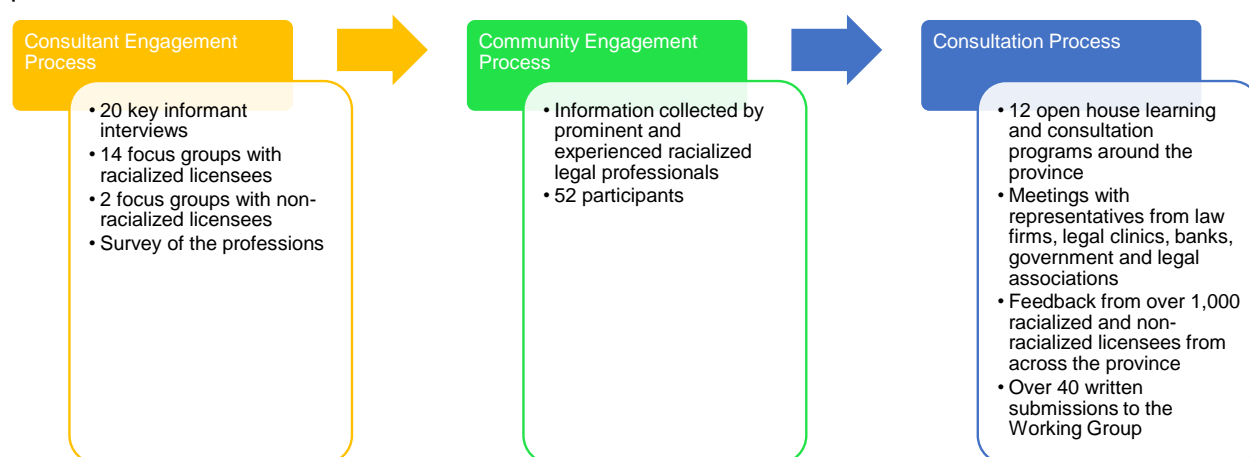 Consultant Engagement
Process
• 20 key informant
interviews
• 14 focus groups with
racialized licensees
• 2 focus groups with non-
racialized licensees
• Survey of the professions
Community Engagement
Process
• Information collected by
prominent and
experienced racialized
legal professionals
• 52 participants
Consultation Process
• 12 open house learning
and consultation
programs around the
province
• Meetings with
representatives from law
firms, legal clinics, banks,
government and legal
associations
• Feedback from over 1,000
racialized and non-
racialized licensees from
across the province
• Over 40 written
submissions to the
Working Group